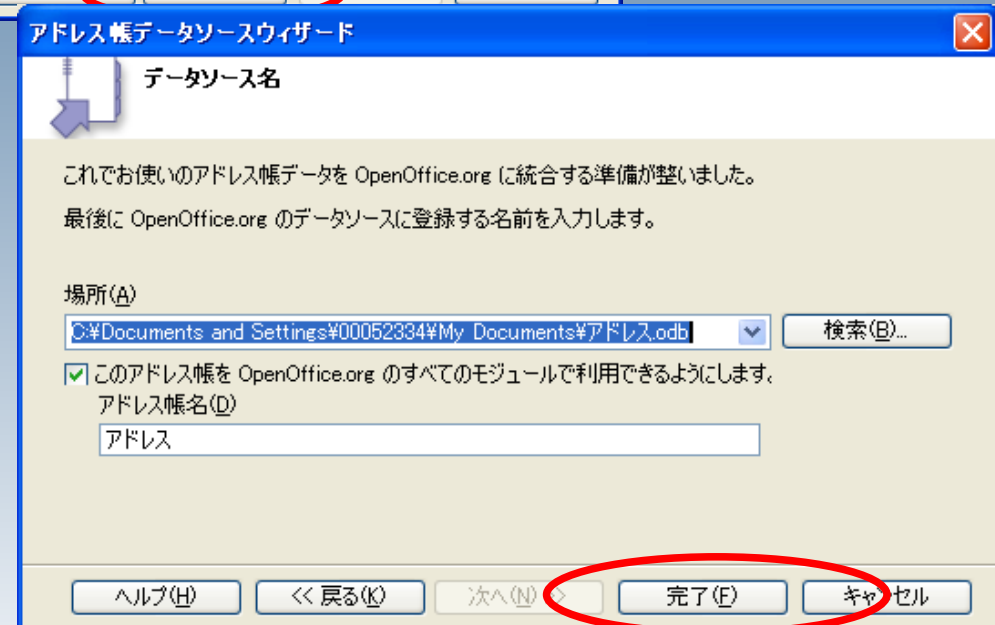 アドレス帳データソースウィザード
データソース名
これでお使いのアドレス帳データを OpenOffice.org に統合する準備が整いました。
最後に OpenOffice.org のデータソースに登録する名前を入力します。
場所(A)
C:¥Documents and Settings¥00052334¥My Documents¥アドレス.odb
検索(B)...
このアドレス帳を OpenOffice.org のすべてのモジュールで利用できるようにします。
アドレス帳名(D)
アドレス
ヘルプ(H) << 戻る(K) 次へ(N) >> 完了(F) キャンセル